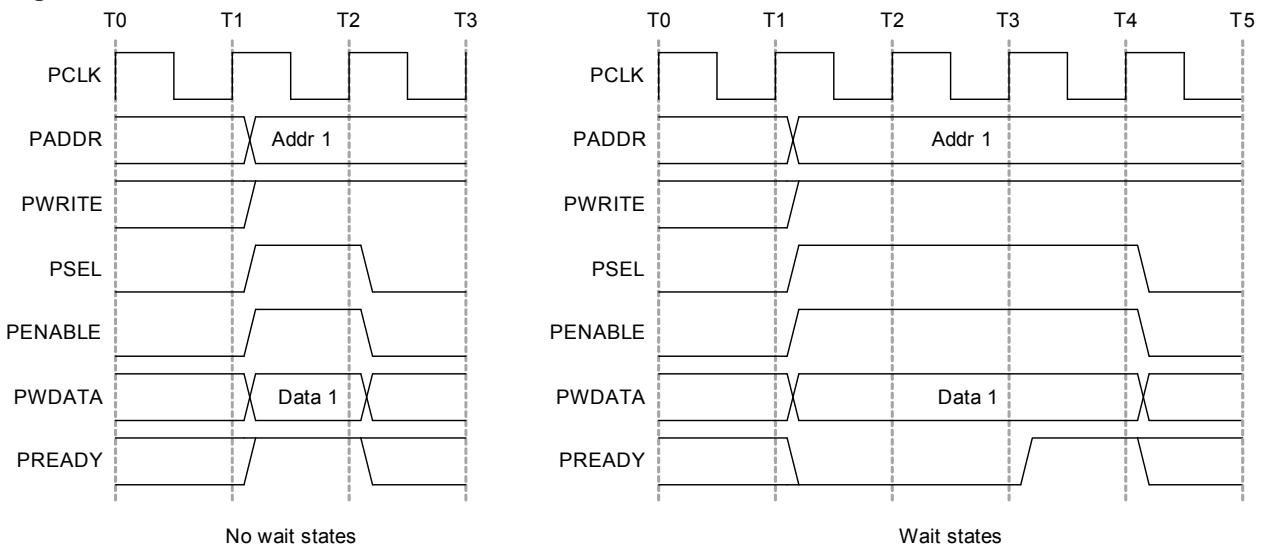 T0 T1 T2 T3
PCLK
PADDR Addr 1
PWRITE
PSEL
PENABLE
PWDATA Data 1
PREADY
No wait states
T0 T1 T2 T3 T4 T5
PCLK
PADDR Addr 1
PWRITE
PSEL
PENABLE
PWDATA Data 1
PREADY
Wait states